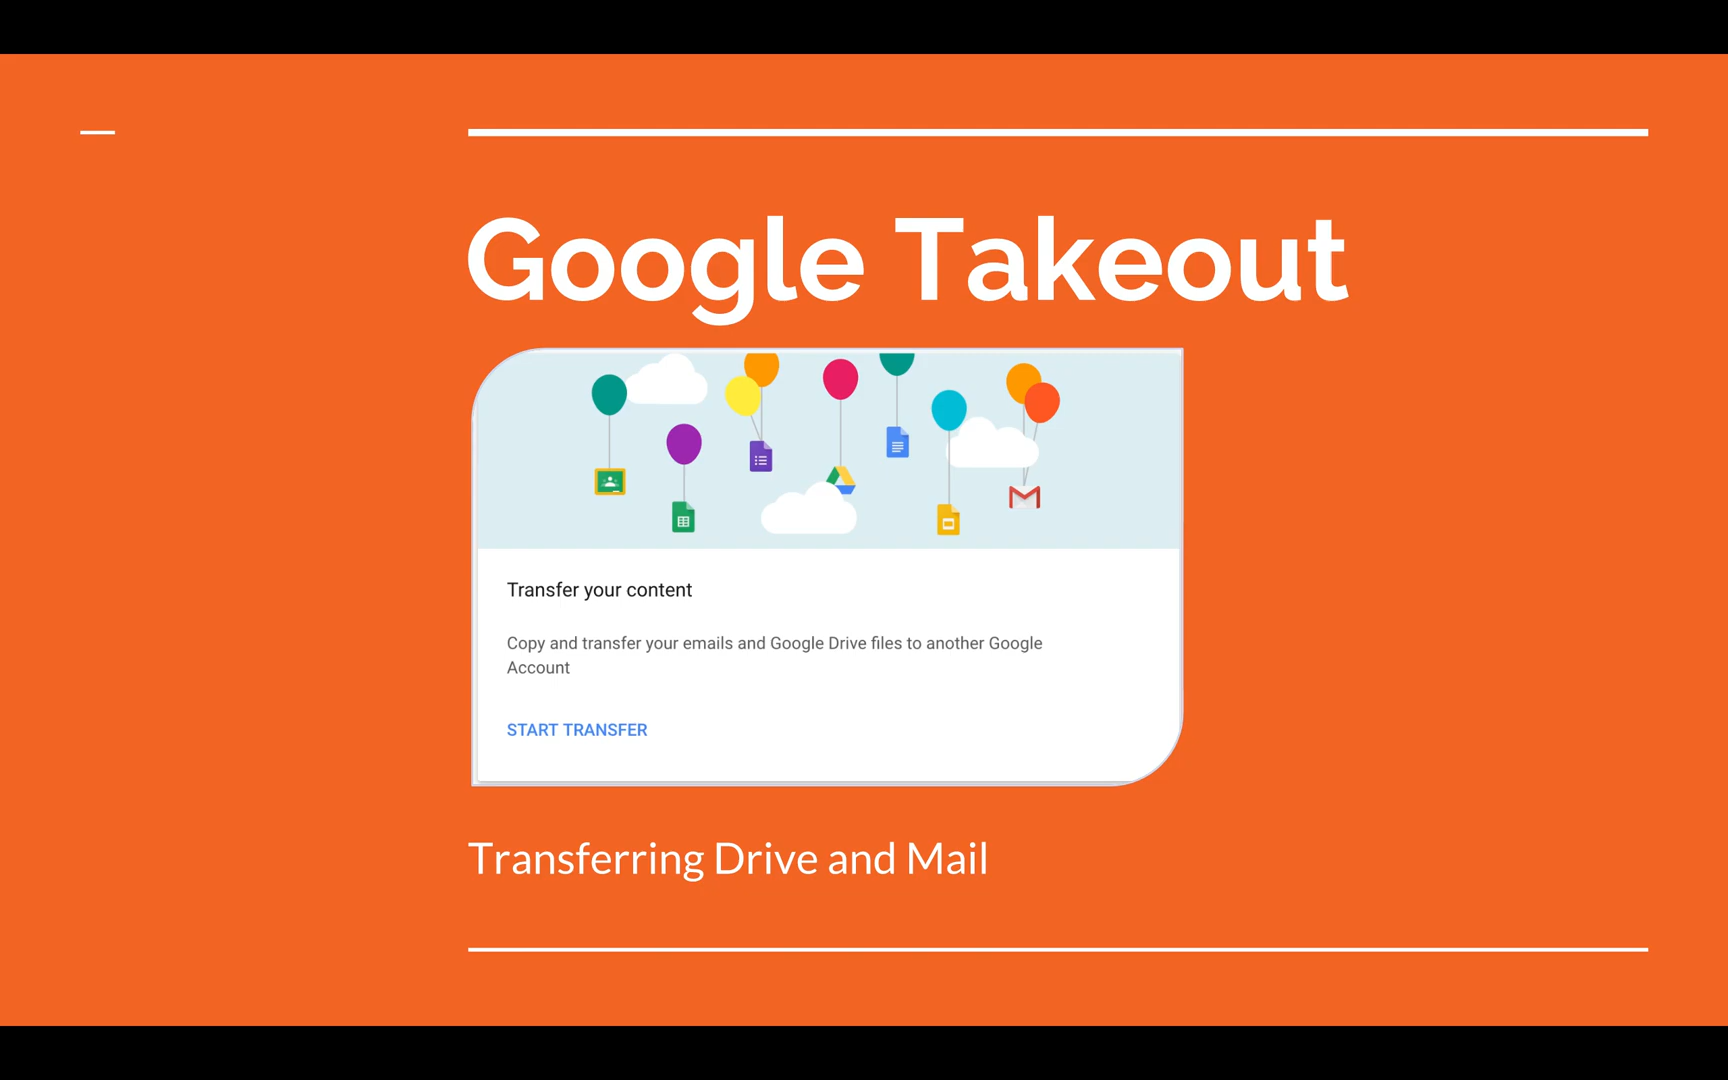 Google Takeout
Transfer your content
Copy and transfer your emails and Google Drive files to another Google
Account
START TRANSFER
Transferring Drive and Mail